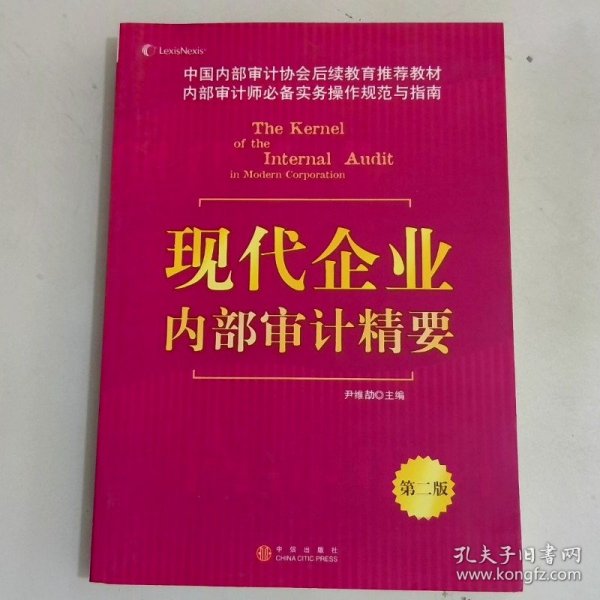 LexisNexis
中国内部审计协会后续教育推荐教材
内部审计师必备实务操作规范与指南
The Kernel
of the
Internal Audit
in Modern Corporation
现代企业
内部审计精要
尹维劼◎主编
第二版
中信出版社
CHINA CITIC PRESS
孔夫子旧书网
www.kongfz.com